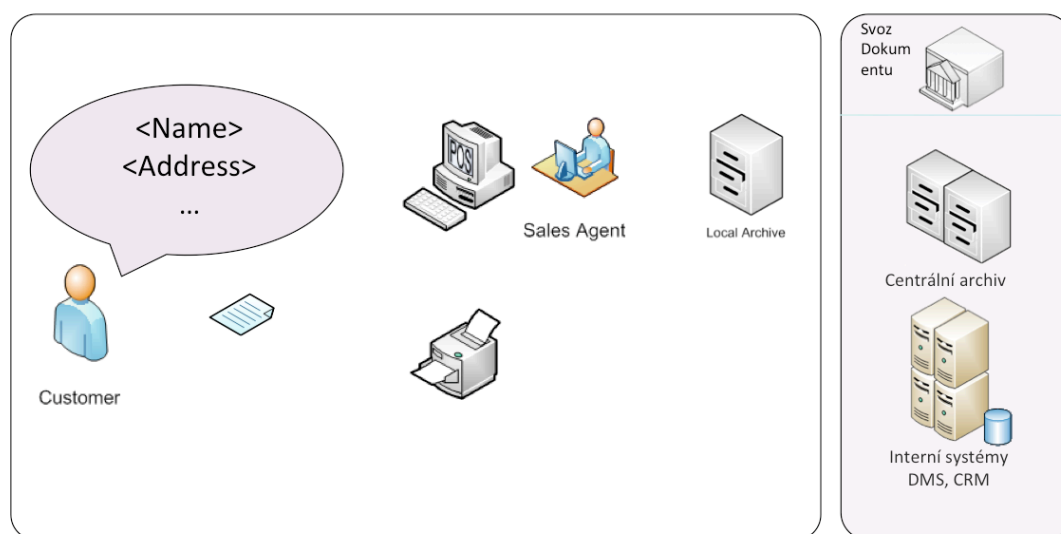 <Name>
<Address>
...
POS
Sales Agent
Local Archive
Customer
Svoz
Dokum
entu
Centrální archiv
Interní systémy
DMS, CRM